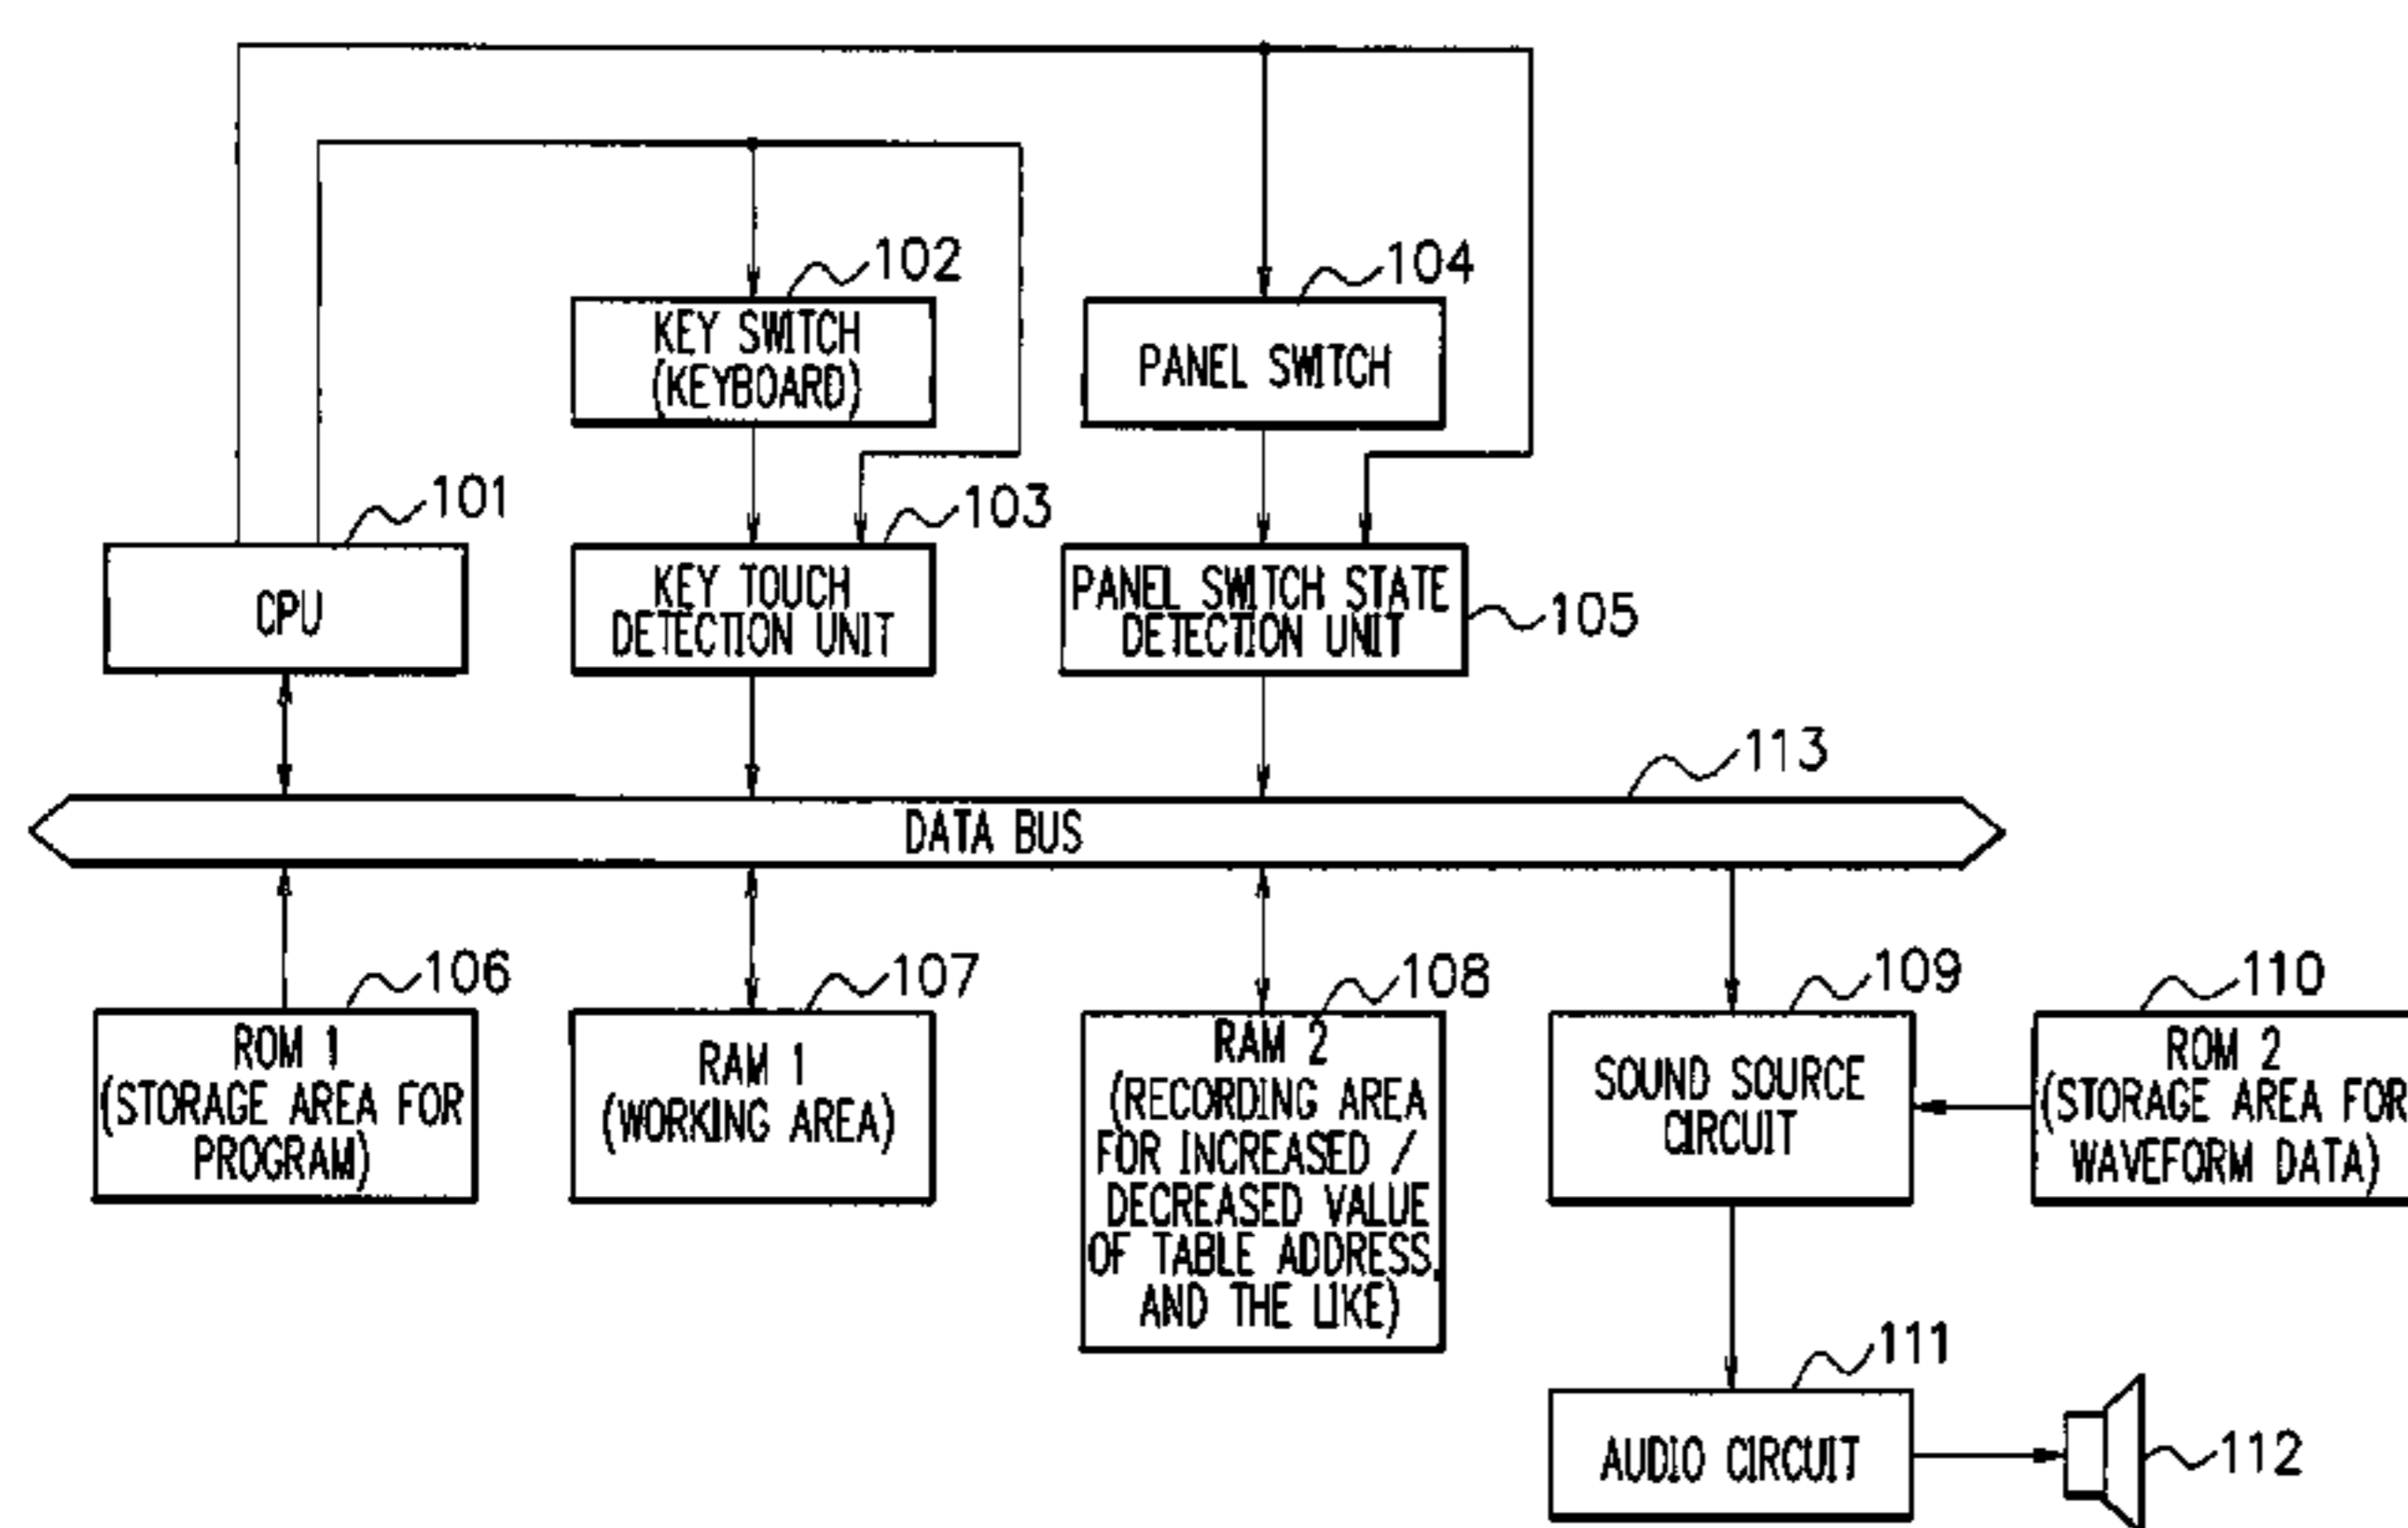 102
KEY SWITCH
(KEYBOARD)
104
PANEL SWITCH
101
CPU
103
KEY TOUCH
DETECTION UNIT
PANEL SWITCH STATE
DETECTION UNIT
105
113
DATA BUS
106
ROM 1
(STORAGE AREA FOR
PROGRAM)
107
RAM 1
(WORKING AREA)
108
RAM 2
(RECORDING AREA
FOR INCREASED /
DECREASED VALUE
OF TABLE ADDRESS,
AND THE LIKE)
109
SOUND SOURCE
CIRCUIT
110
ROM 2
(STORAGE AREA FOR
WAVEFORM DATA)
111
AUDIO CIRCUIT
112